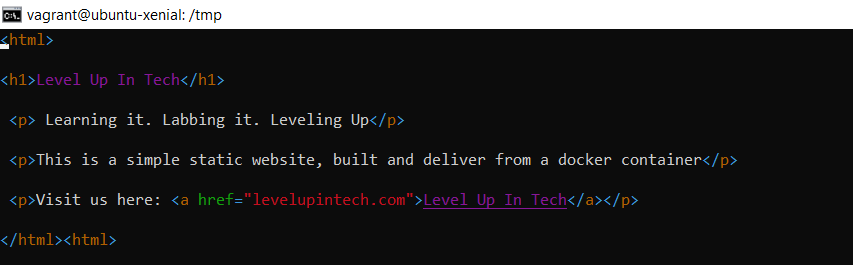 vagrant@ubuntu-xenial: /tmp
<html>
<h1>Level Up In Tech</h1>
<p> Learning it. Labbing it. Leveling Up</p>
<p>This is a simple static website, built and deliver from a docker container</p>
<p>Visit us here: <a href="levelupintech.com">Level Up In Tech</a></p>
</html><html>